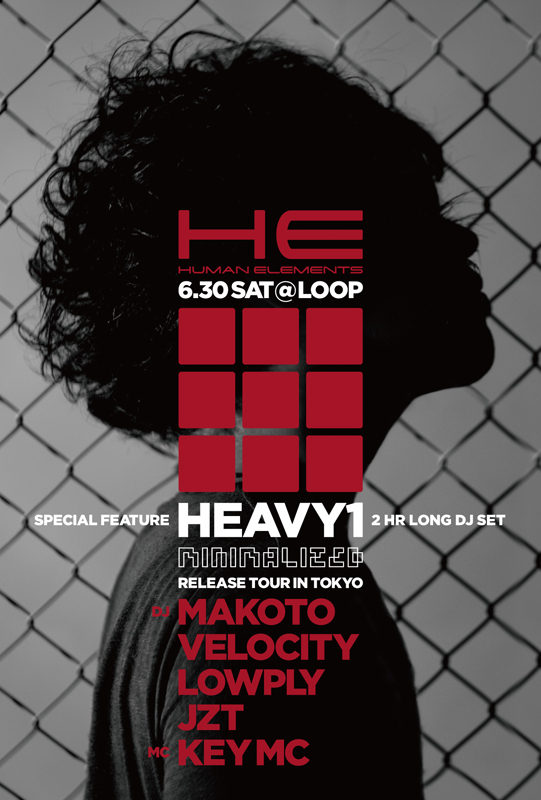 HE
HUMAN ELEMENTS
6.30 SAT@LOOP
SPECIAL FEATURE HEAVY1 2 HR LONG DJ SET
MINIMALIZED
RELEASE TOUR IN TOKYO
DJ MAKOTO
VELOCITY
LOWPLY
JZT
MC KEY MC